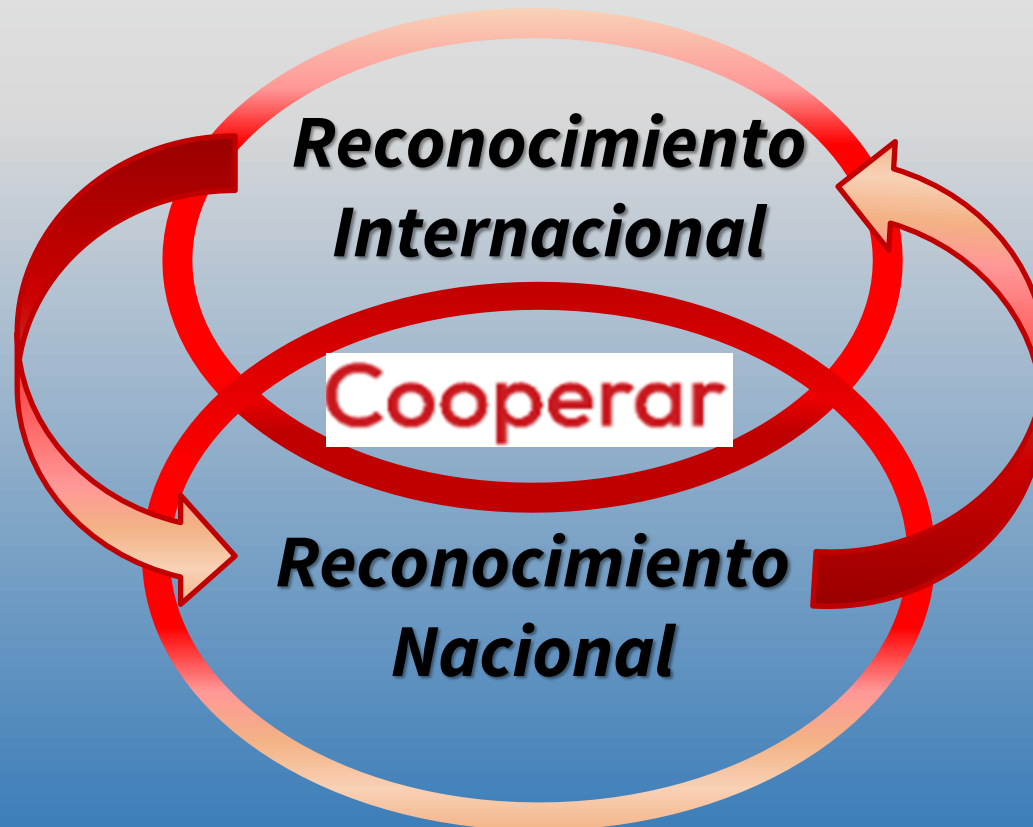 Reconocimiento
Internacional
Cooperar
Reconocimiento
Nacional